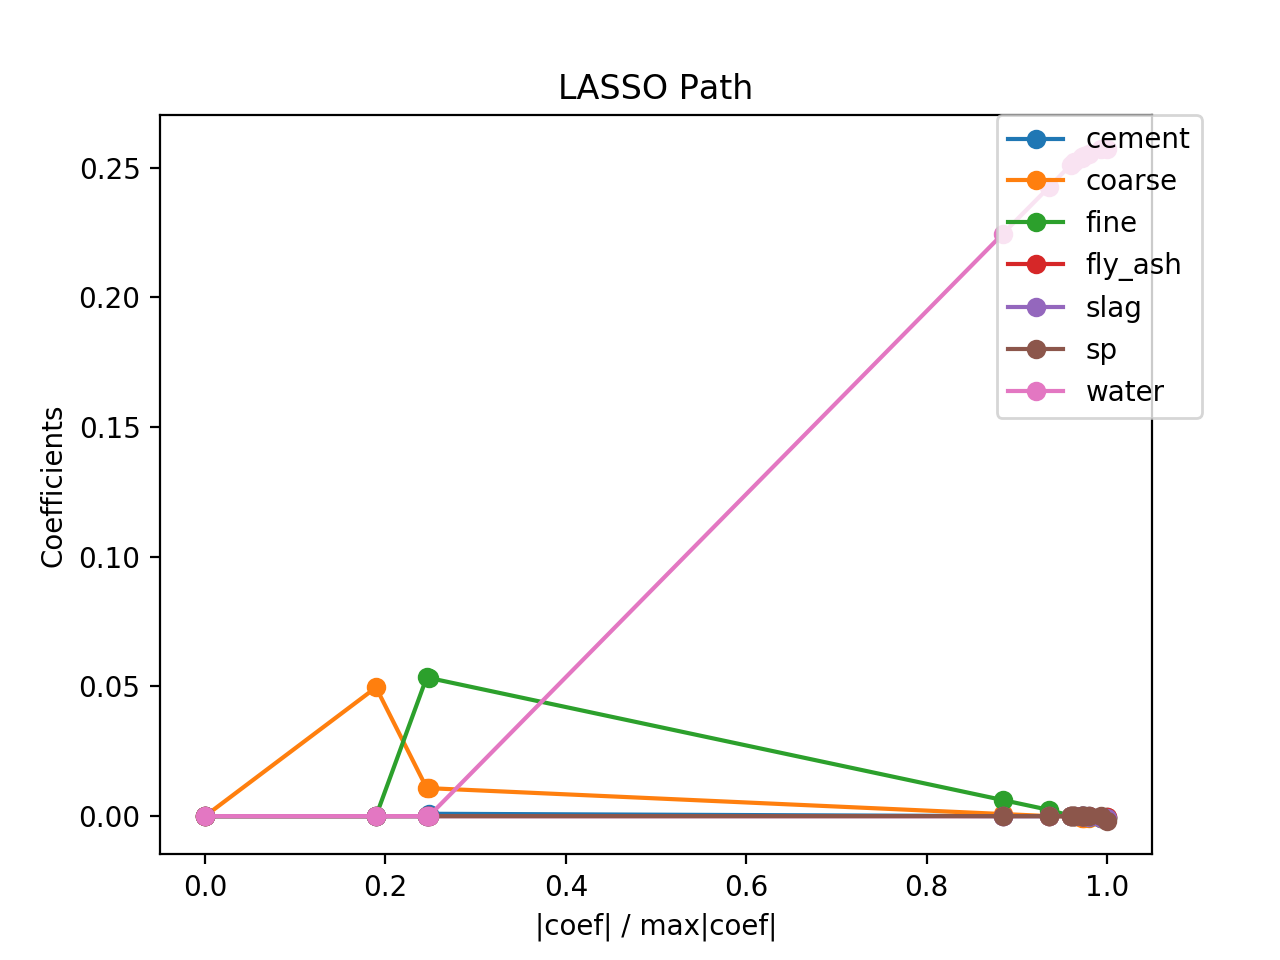 LASSO Path
cement
coarse
fine
fly_ash
slag
sp
water
0.25
0.20
0.15
0.10
0.05
0.00
Coefficients
0.0 0.2 0.4 0.6 0.8 1.0
|coef| / max|coef|